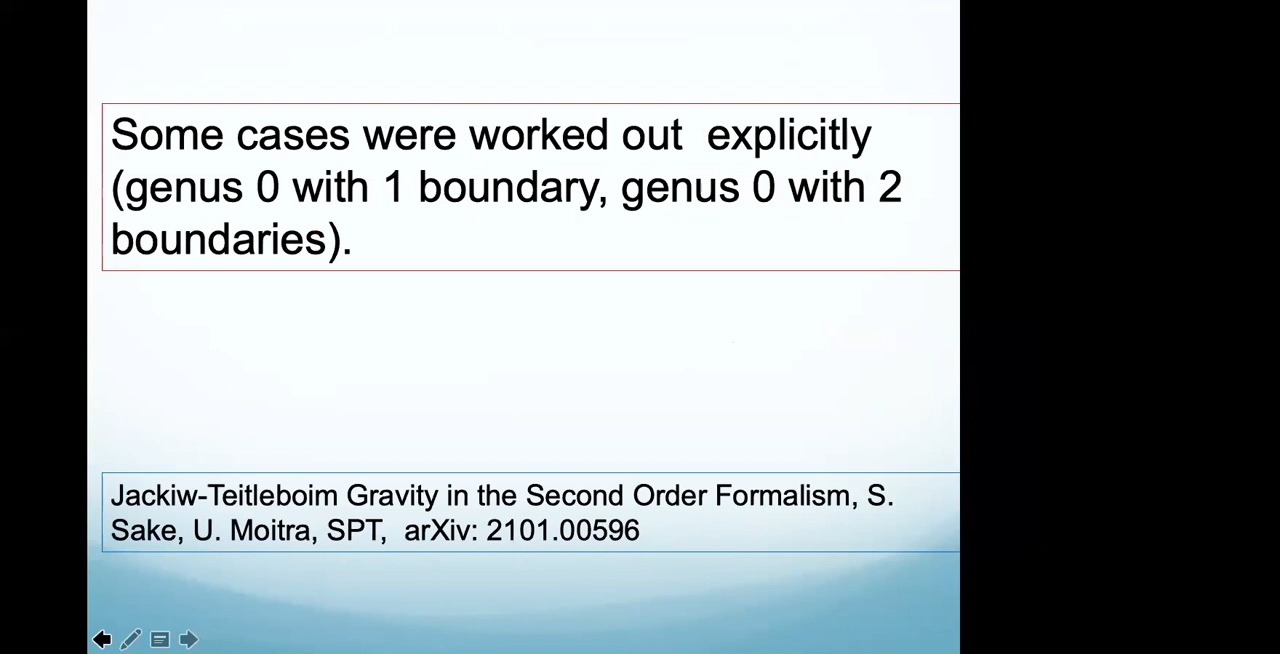 Some cases were worked out explicitly
(genus 0 with 1 boundary, genus 0 with 2
boundaries).
Jackiw-Teitleboim Gravity in the Second Order Formalism, S.
Sake, U. Moitra, SPT, arXiv: 2101.00596